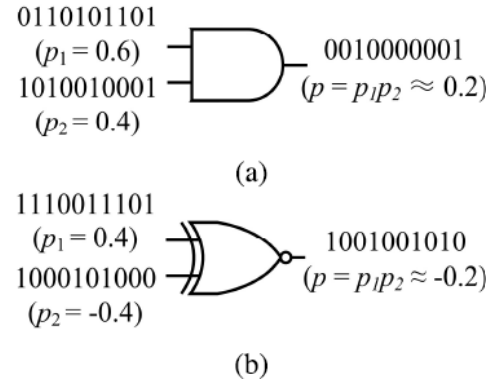 0110101101
(p₁ = 0.6)
1010010001
(p₂ = 0.4)
0010000001
(p = p₁p₂ ≈ 0.2)
(a)
1110011101
(p₁ = 0.4)
1000101000
(p₂ = -0.4)
1001001010
(p = p₁p₂ ≈ -0.2)
(b)